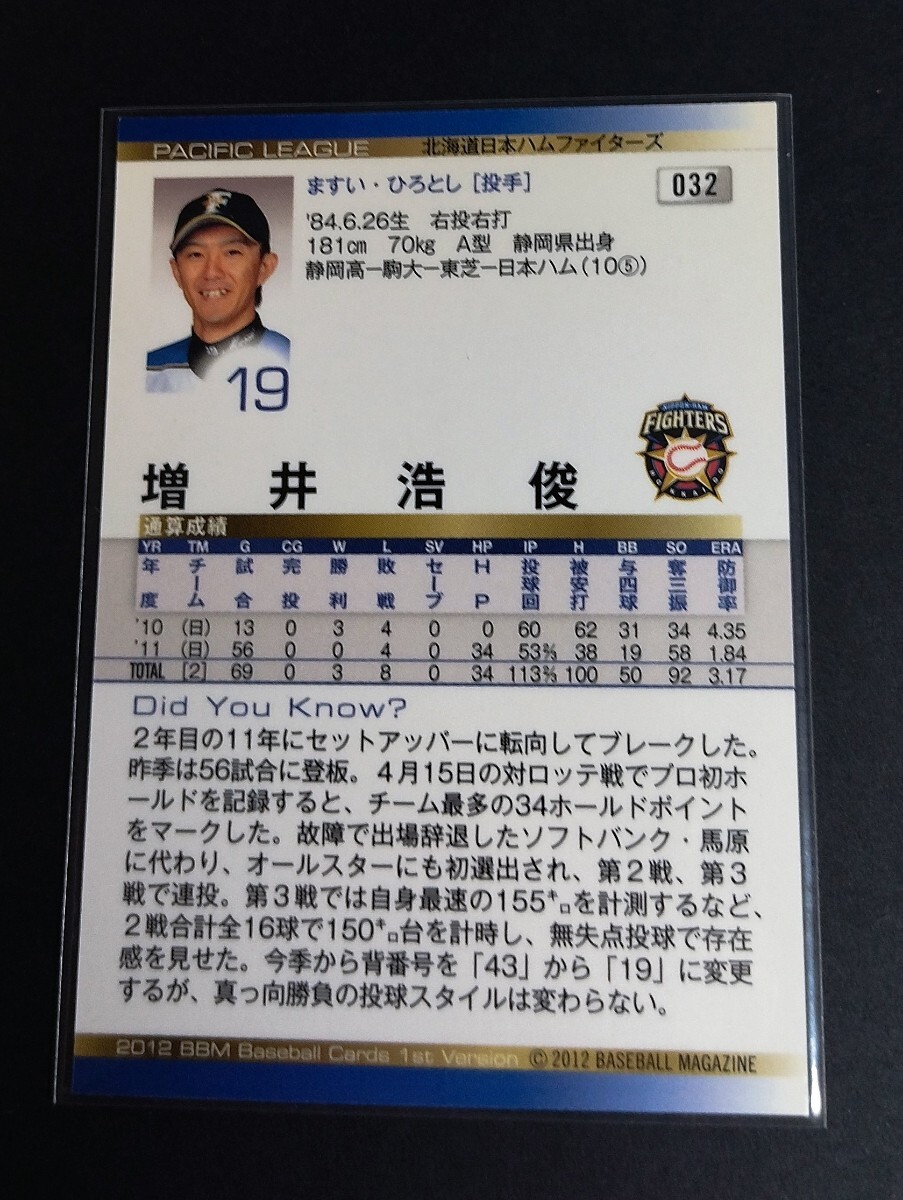 PACIFIC LEAGUE 北海道日本ハムファイターズ
ますい・ひろとし [投手] 032
'84.6.26生 右投右打
181cm 70kg A型 静岡県出身
静岡高ー駒大ー東芝ー日本ハム(10⑤)
19
NIPPON-HAM
FIGHTERS
HOKKAIDO
増井浩俊
通算成績
YR TM G CG W L SV HP IP H BB SO ERA
年度 チーム 試合 完投 勝利 敗戦 セーブ HP 投球回 被安打 与四球 奪三振 防御率
'10 (日) 13 0 3 4 0 0 60 62 31 34 4.35
'11 (日) 56 0 0 4 0 34 53⅔ 38 19 58 1.84
TOTAL [2] 69 0 3 8 0 34 113⅔ 100 50 92 3.17
Did You Know?
2年目の11年にセットアッパーに転向してブレークした。
昨季は56試合に登板。4月15日の対ロッテ戦でプロ初ホ
ールドを記録すると、チーム最多の34ホールドポイント
をマークした。故障で出場辞退したソフトバンク・馬原
に代わり、オールスターにも初選出され、第2戦、第3
戦で連投。第3戦では自身最速の155㌔を計測するなど、
2戦合計全16球で150㌔台を計時し、無失点投球で存在
感を見せた。今季から背番号を「43」から「19」に変更
するが、真っ向勝負の投球スタイルは変わらない。
2012 BBM Baseball Cards 1st Version © 2012 BASEBALL MAGAZINE